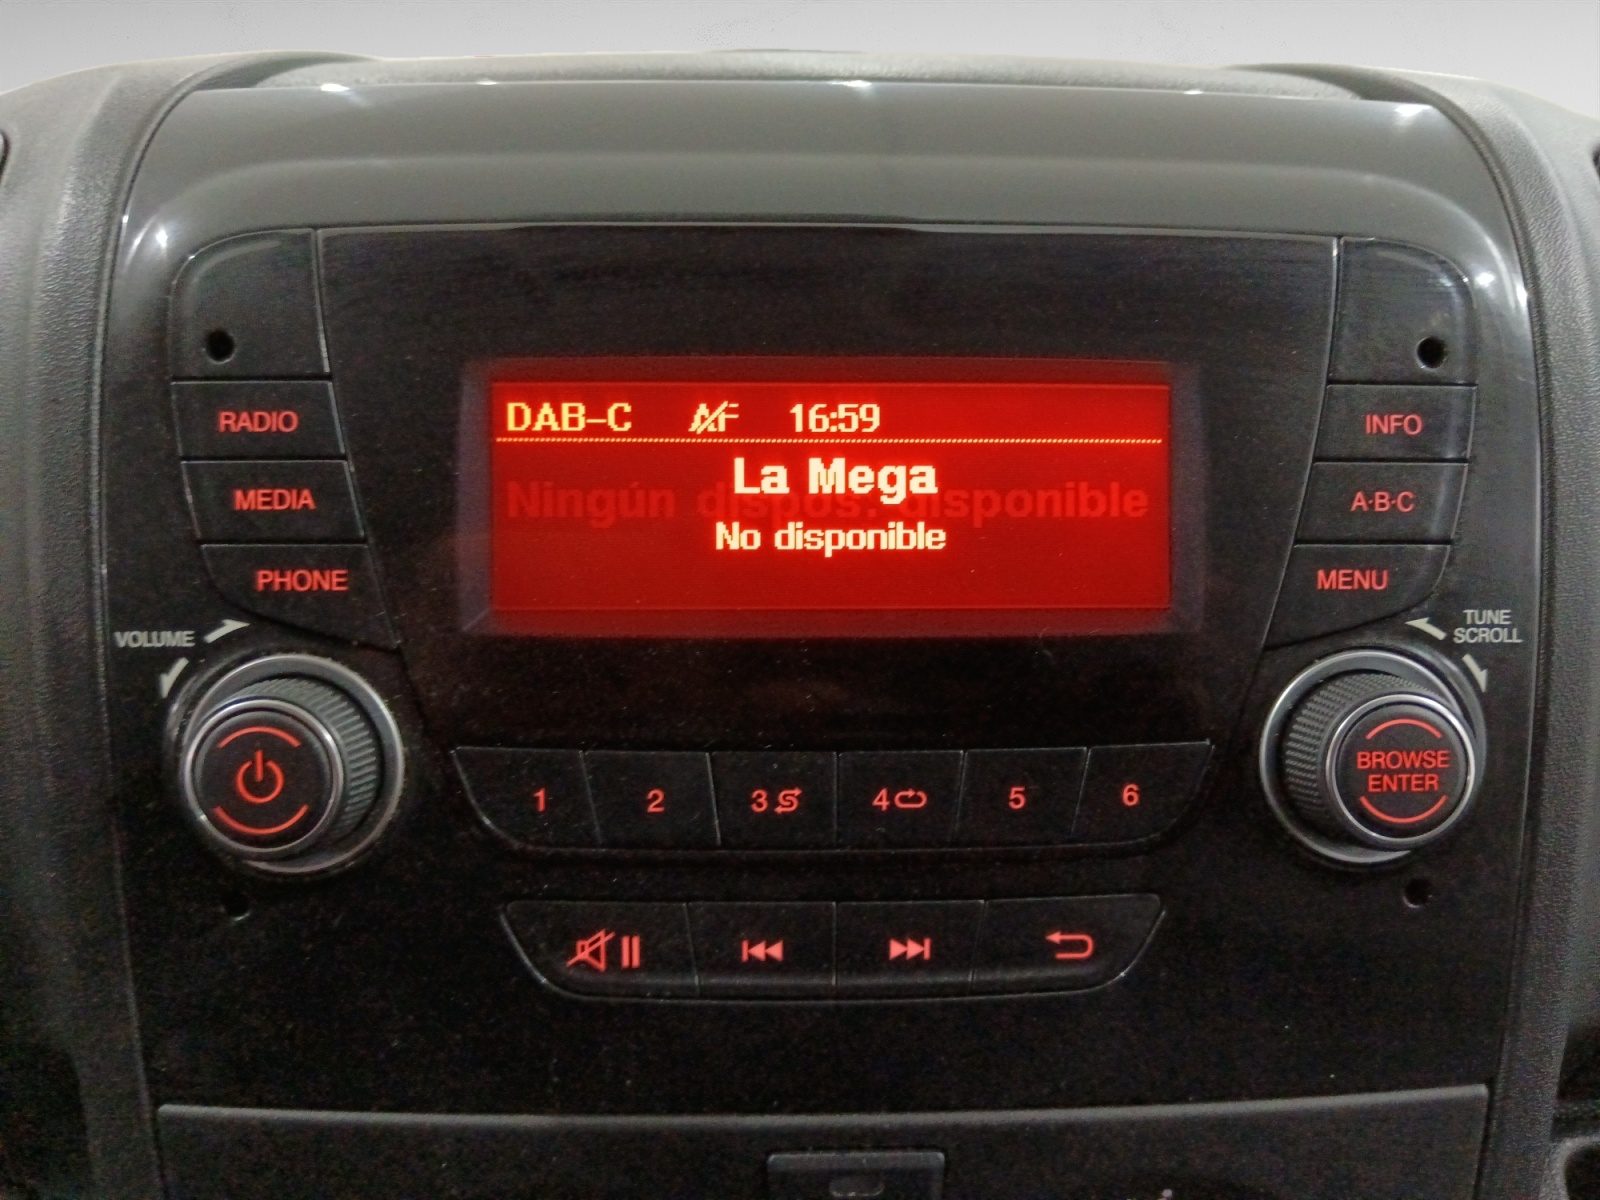 DAB-C AF 16:59
La Mega
Ningún dispos. disponible
No disponible
RADIO
MEDIA
PHONE
VOLUME
INFO
A·B·C
MENU
TUNE
SCROLL
BROWSE
ENTER
1 2 3 4 5 6